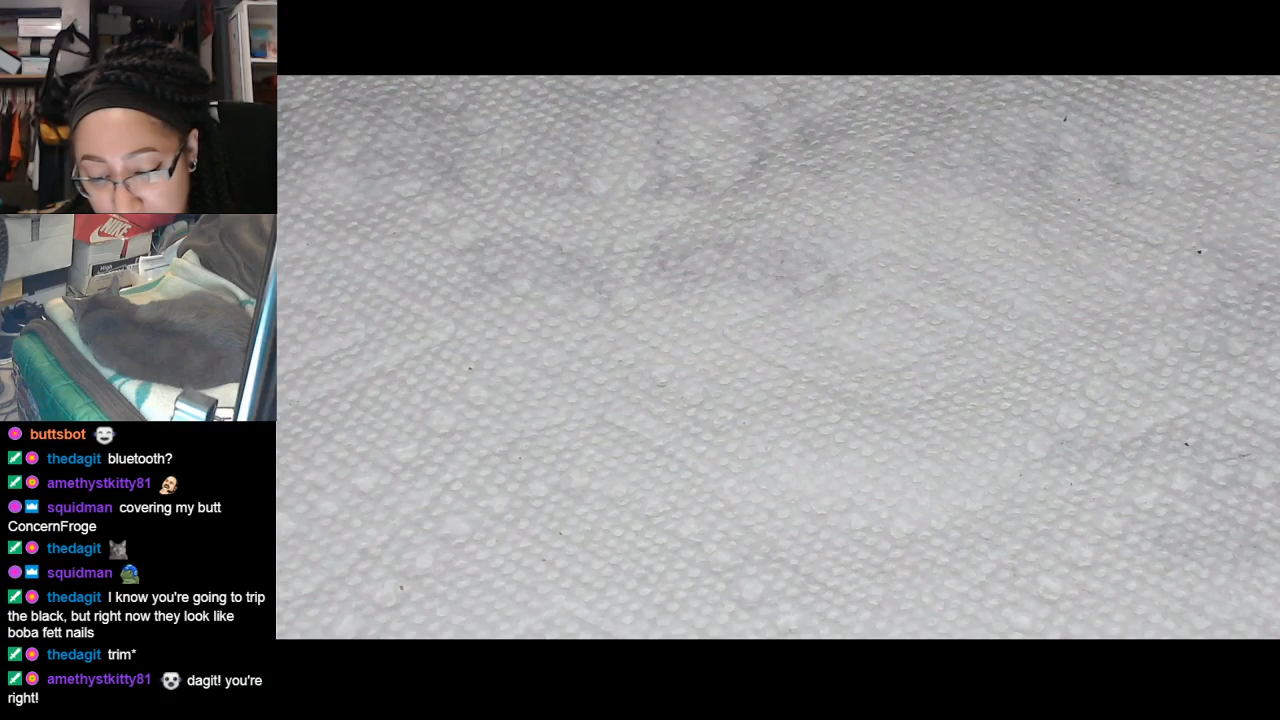 NIKE
High
buttsbot
thedagit bluetooth?
amethystkitty81
squidman covering my butt
ConcernFroge
thedagit
squidman
thedagit I know you're going to trip
the black, but right now they look like
boba fett nails
thedagit trim*
amethystkitty81 dagit! you're
right!